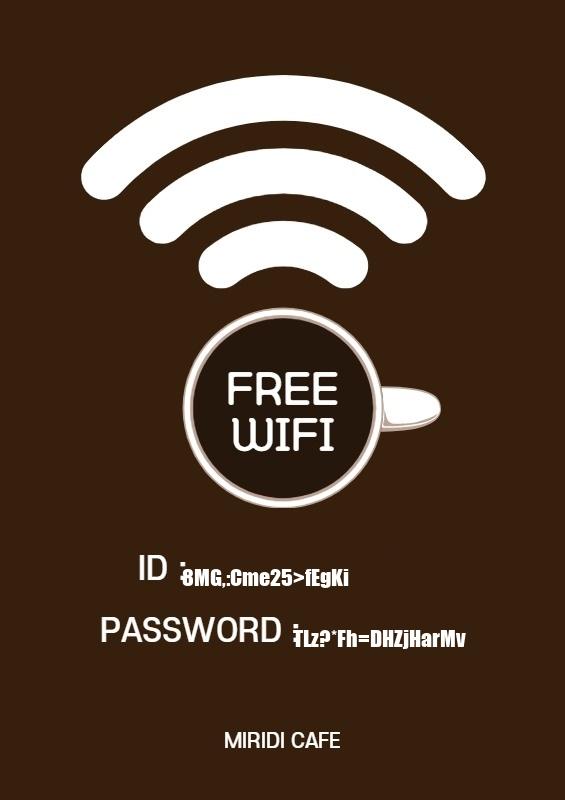 FREE
WIFI
ID : 8MG,:Cme25>fEgKi
PASSWORD : TLz?*Fh=DHZjHarMv
MIRIDI CAFE